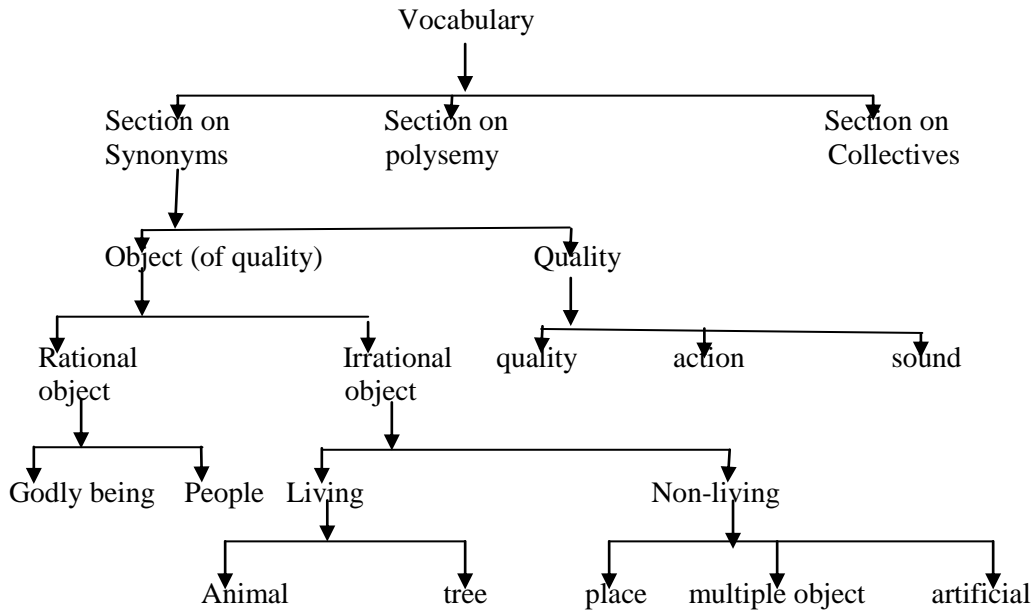 Vocabulary
Section on Synonyms
Section on polysemy
Section on Collectives
Object (of quality)
Quality
Rational object
Irrational object
quality
action
sound
Godly being
People
Living
Non-living
Animal
tree
place
multiple object
artificial